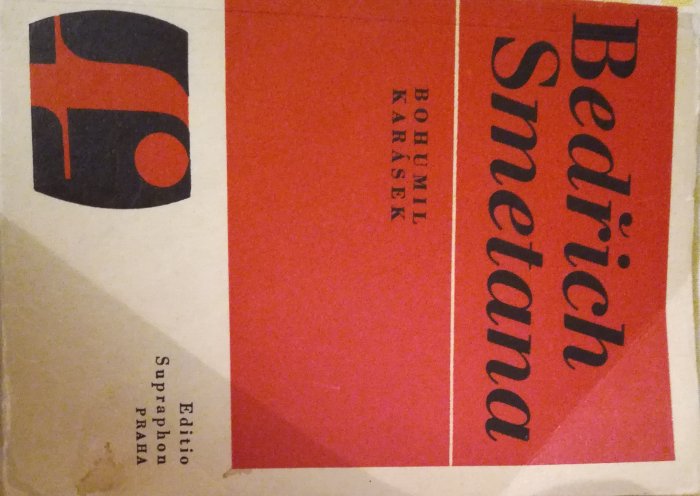 Bedřich
Smetana
BOHUMIL
KARÁSEK
f
Editio
Supraphon
PRAHA